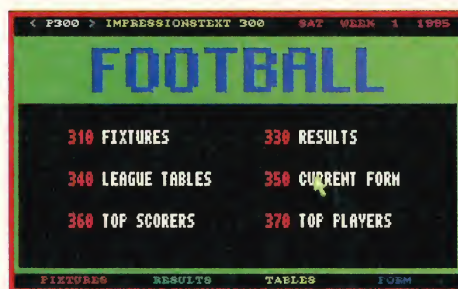 < P300 > IMPRESSIONSTEXT 300 SAT WEEK 1 1995
FOOTBALL
310 FIXTURES 330 RESULTS
340 LEAGUE TABLES 350 CURRENT FORM
360 TOP SCORERS 370 TOP PLAYERS
FIXTURES RESULTS TABLES FORM